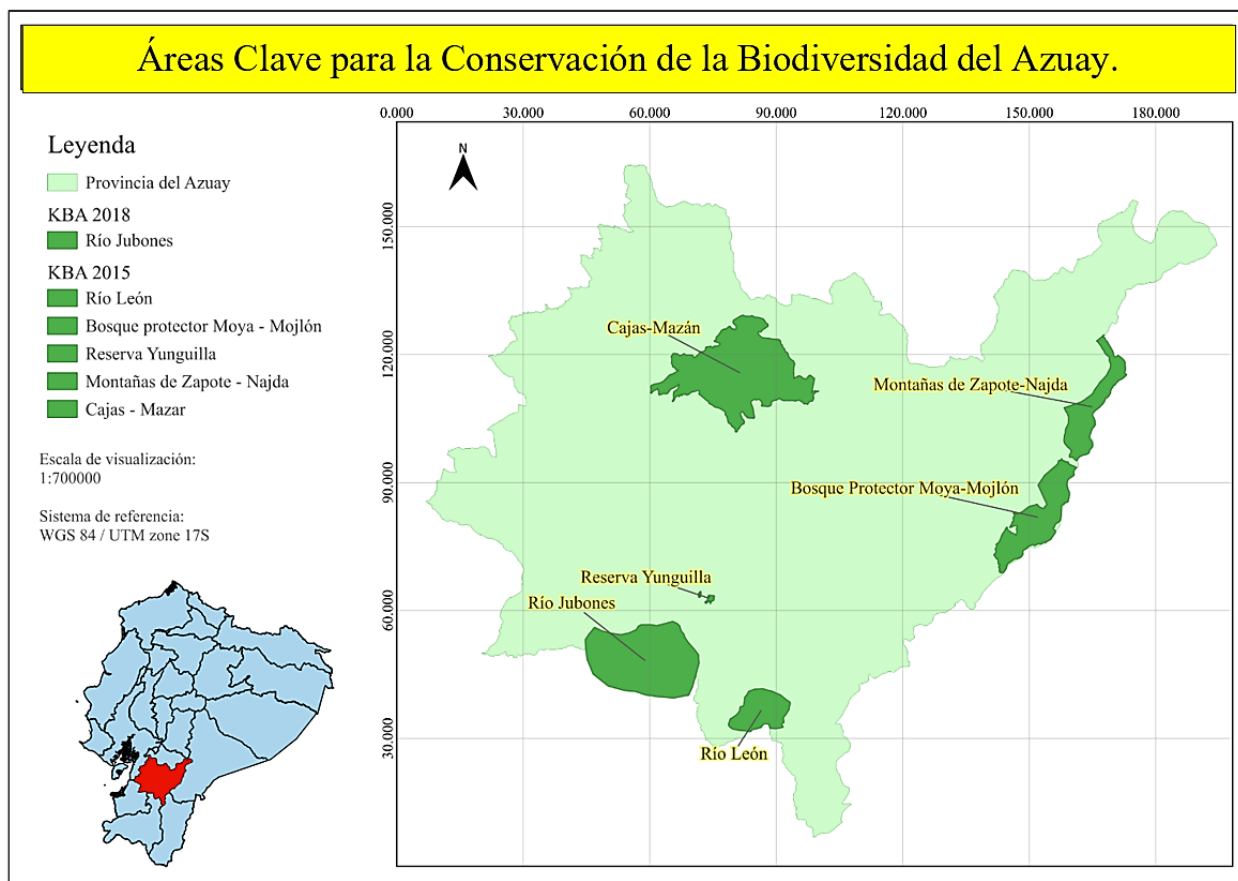 Áreas Clave para la Conservación de la Biodiversidad del Azuay.
Leyenda
Provincia del Azuay
KBA 2018
Río Jubones
KBA 2015
Río León
Bosque protector Moya - Mojlón
Reserva Yunguilla
Montañas de Zapote - Najda
Cajas - Mazar
Escala de visualización:
1:700000
Sistema de referencia:
WGS 84 / UTM zone 17S
0.000 30.000 60.000 90.000 120.000 150.000 180.000
N
150.000
120.000
90.000
60.000
30.000
Cajas-Mazán
Montañas de Zapote-Najda
Bosque Protector Moya-Mojlón
Reserva Yunguilla
Río Jubones
Río León